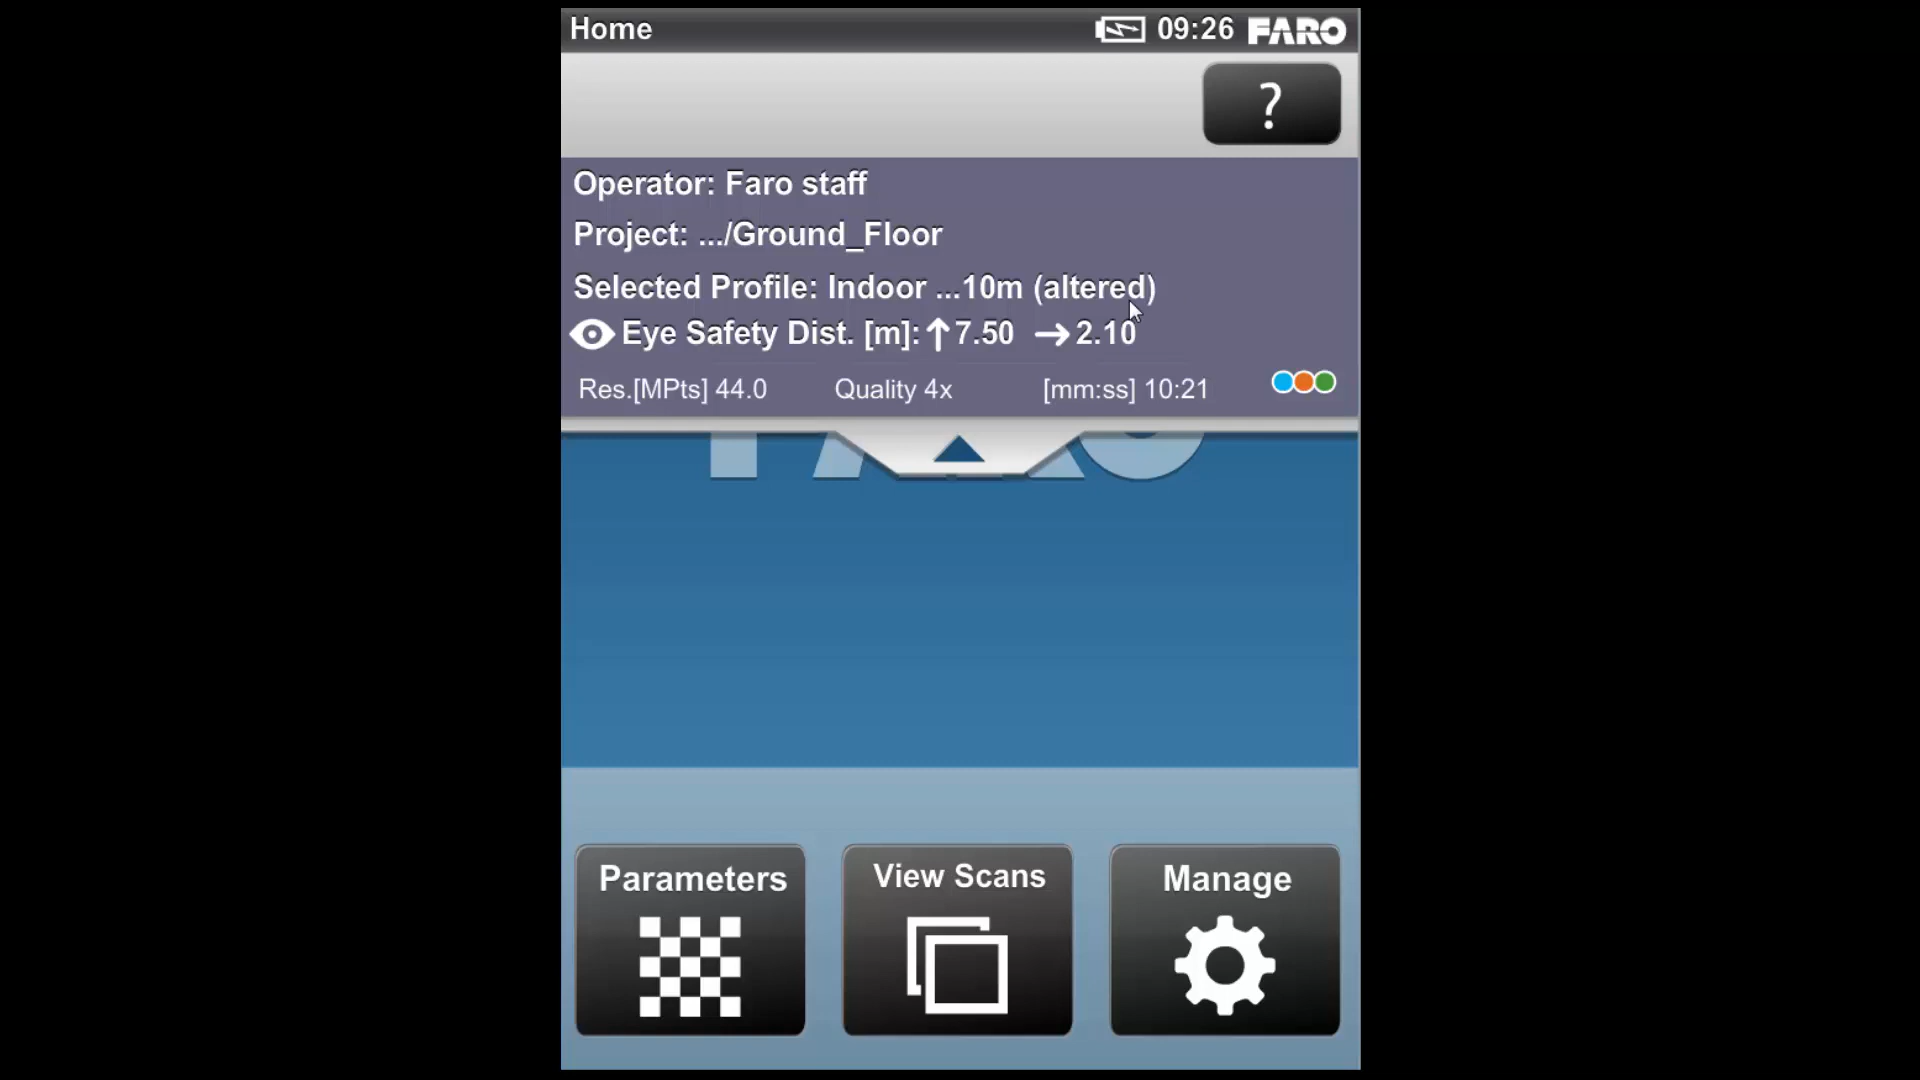 Home 09:26 FARO
?
Operator: Faro staff
Project: .../Ground_Floor
Selected Profile: Indoor ...10m (altered)
Eye Safety Dist. [m]: ↑7.50 →2.10
Res.[MPts] 44.0 Quality 4x [mm:ss] 10:21
Parameters View Scans Manage